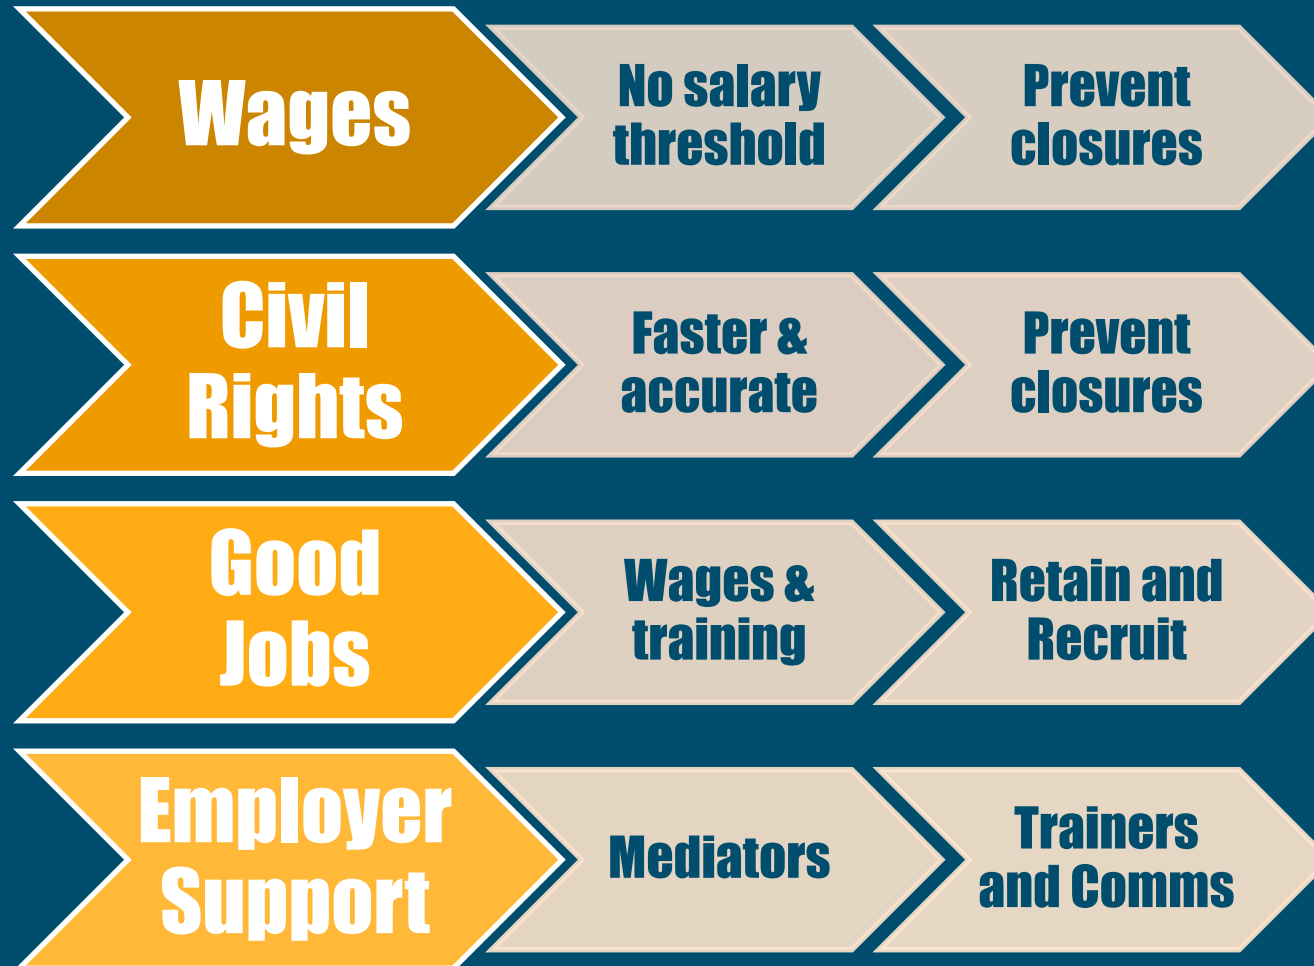 Wages
No salary
threshold
Prevent
closures
Civil
Rights
Faster &
accurate
Prevent
closures
Good
Jobs
Wages &
training
Retain and
Recruit
Employer
Support
Mediators
Trainers
and Comms